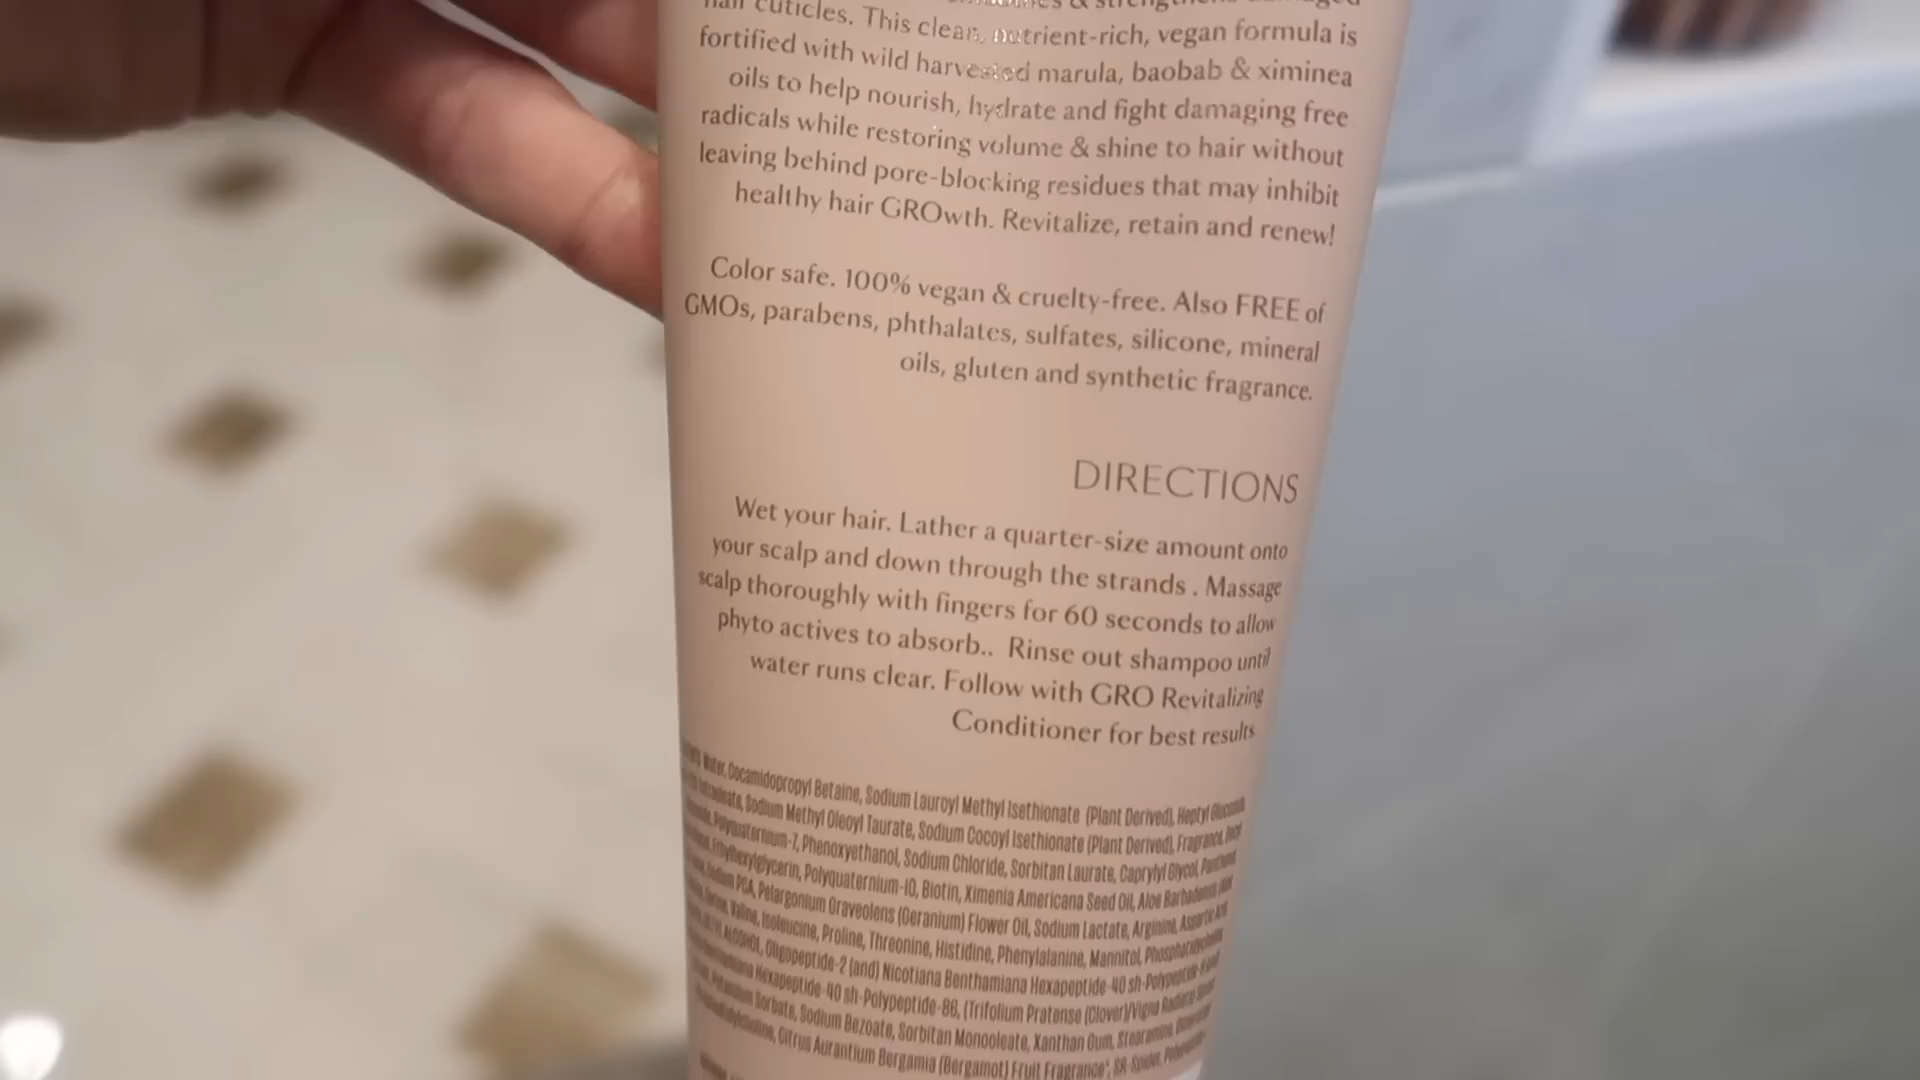 & strengthens damaged
hair cuticles. This clean, nutrient-rich, vegan formula is
fortified with wild harvested marula, baobab & ximinea
oils to help nourish, hydrate and fight damaging free
radicals while restoring volume & shine to hair without
leaving behind pore-blocking residues that may inhibit
healthy hair GROwth. Revitalize, retain and renew!
Color safe. 100% vegan & cruelty-free. Also FREE of
GMOs, parabens, phthalates, sulfates, silicone, mineral
oils, gluten and synthetic fragrance.
DIRECTIONS
Wet your hair. Lather a quarter-size amount onto
your scalp and down through the strands . Massage
scalp thoroughly with fingers for 60 seconds to allow
phyto actives to absorb.. Rinse out shampoo until
water runs clear. Follow with GRO Revitalizing
Conditioner for best results.
Water, Cocamidopropyl Betaine, Sodium Lauroyl Methyl Isethionate (Plant Derived), Heptyl
Sodium Methyl Oleoyl Taurate, Sodium Cocoyl Isethionate (Plant Derived), Fragrance,
Polyquaternium-7, Phenoxyethanol, Sodium Chloride, Sorbitan Laurate, Caprylyl Glycol,
Ethylhexylglycerin, Polyquaternium-10, Biotin, Ximenia Americana Seed Oil, Aloe Barbadensis
Sodium PCA, Pelargonium Graveolens (Geranium) Flower Oil, Sodium Lactate, Arginine, Aspartic
Valine, Isoleucine, Proline, Threonine, Histidine, Phenylalanine, Mannitol,
ALCOHOL, Oligopeptide-2 (and) Nicotiana Benthamiana Hexapeptide-40 sh-Polypeptide
Hexapeptide-40 sh-Polypeptide-86, (Trifolium Pratense (Clover)/Vigna
Sorbate, Sodium Bezoate, Sorbitan Monooleate, Xanthan Gum,
Citrus Aurantium Bergamia (Bergamot) Fruit Fragrance*,